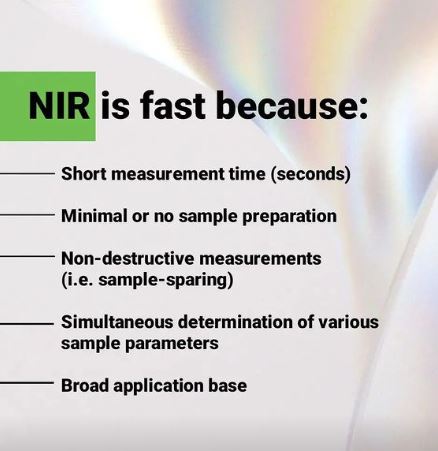 NIR is fast because:
Short measurement time (seconds)
Minimal or no sample preparation
Non-destructive measurements
(i.e. sample-sparing)
Simultaneous determination of various
sample parameters
Broad application base